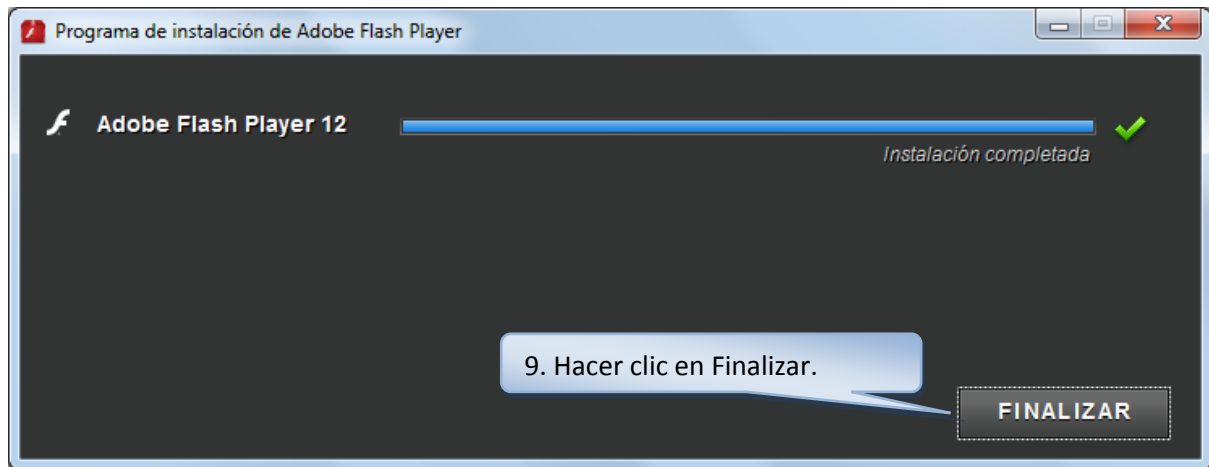 Programa de instalación de Adobe Flash Player
Adobe Flash Player 12
Instalación completada
9. Hacer clic en Finalizar.
FINALIZAR